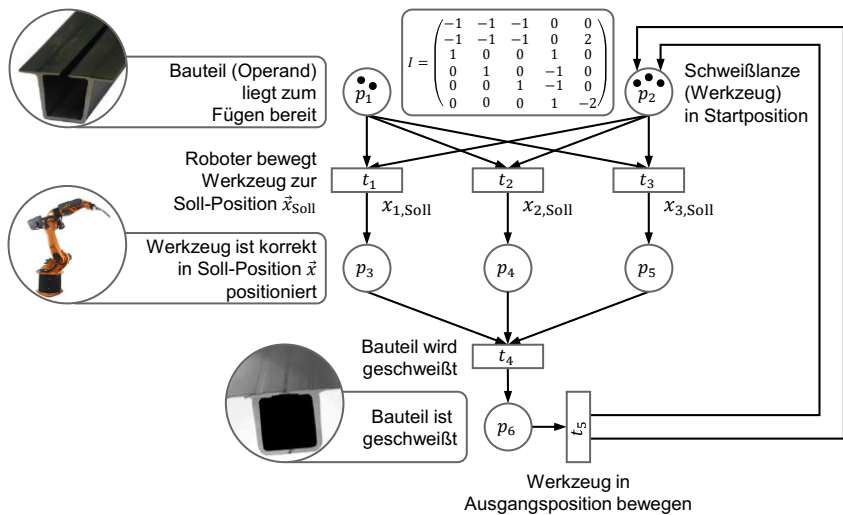 Bauteil (Operand)
liegt zum
Fügen bereit
p₁
I = 
−1 −1 −1 0 0
−1 −1 −1 0 2
1 0 0 1 0
0 1 0 −1 0
0 0 1 −1 0
0 0 0 1 −2
p₂
Schweißlanze
(Werkzeug)
in Startposition
Roboter bewegt
Werkzeug zur
Soll-Position x⃗Soll
t₁
t₂
t₃
x₁,Soll
x₂,Soll
x₃,Soll
Werkzeug ist korrekt
in Soll-Position x⃗
positioniert
p₃
p₄
p₅
Bauteil wird
geschweißt
t₄
Bauteil ist
geschweißt
p₆
t₅
Werkzeug in
Ausgangsposition bewegen